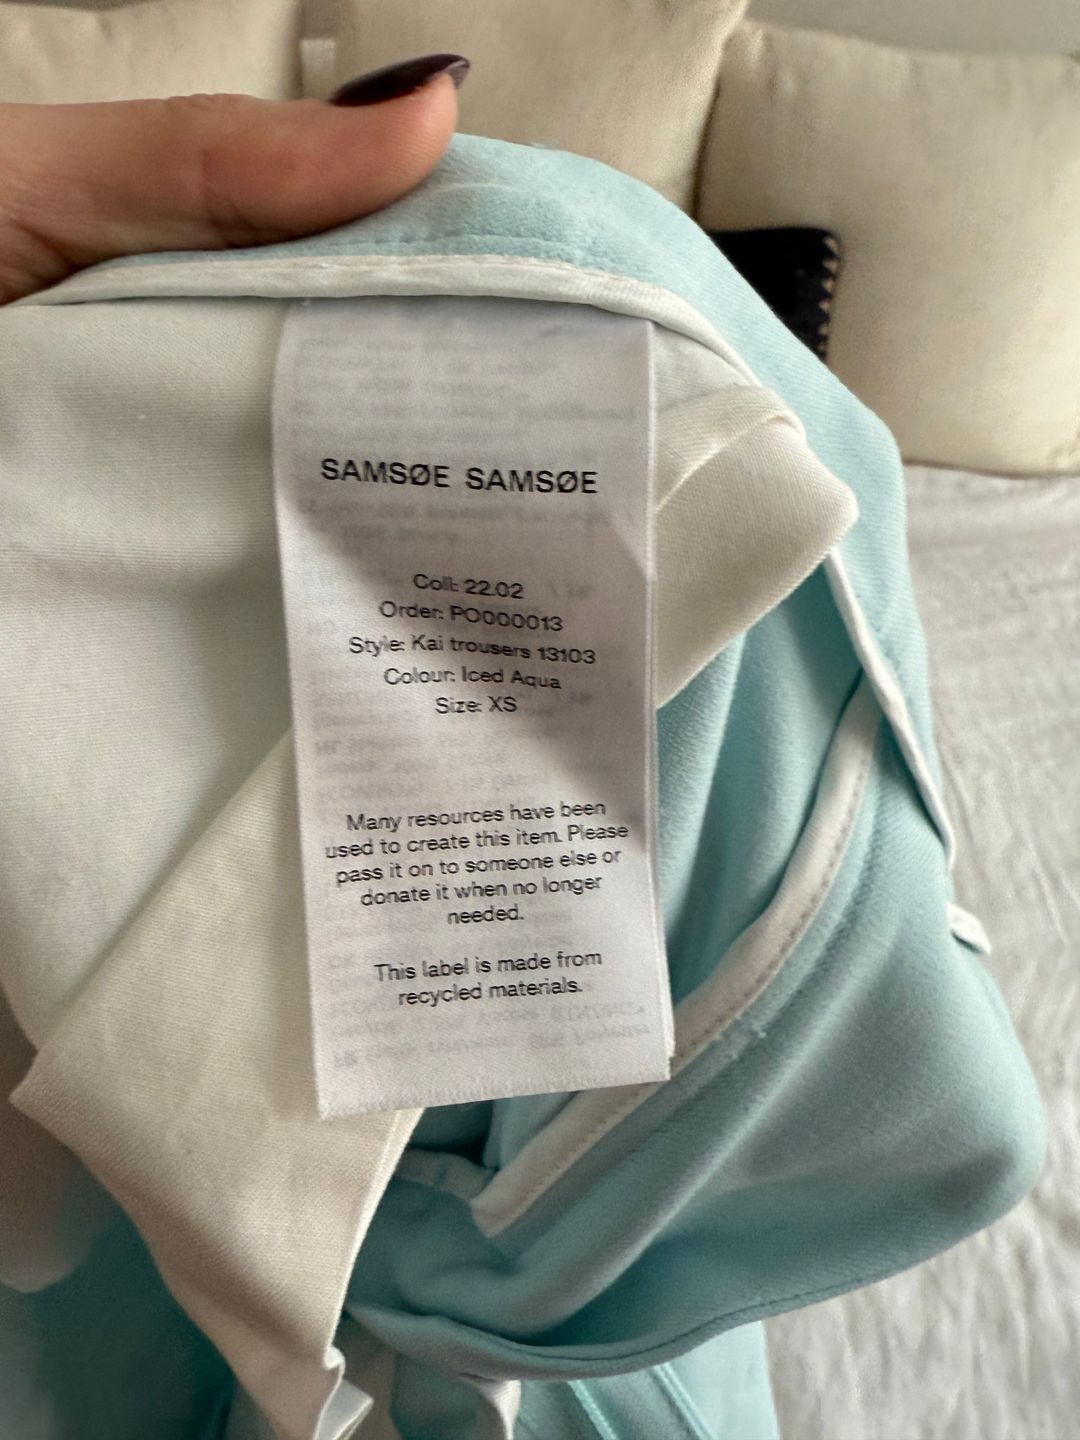 SAMSØE SAMSØE
Coll: 22.02
Order: PO000013
Style: Kai trousers 13103
Colour: Iced Aqua
Size: XS
Many resources have been
used to create this item. Please
pass it on to someone else or
donate it when no longer
needed.
This label is made from
recycled materials.